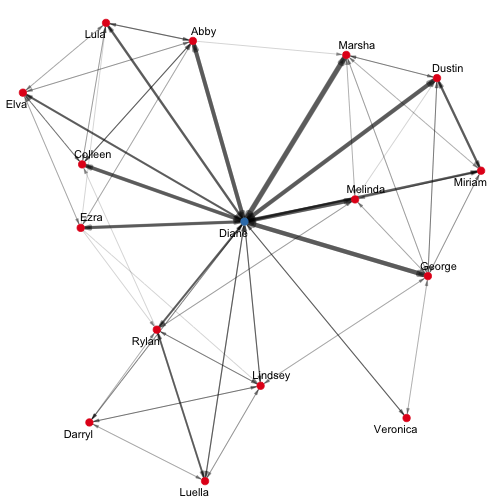 Lula
Abby
Marsha
Dustin
Elva
Colleen
Miriam
Melinda
Ezra
Diane
George
Rylan
Lindsey
Darryl
Veronica
Luella